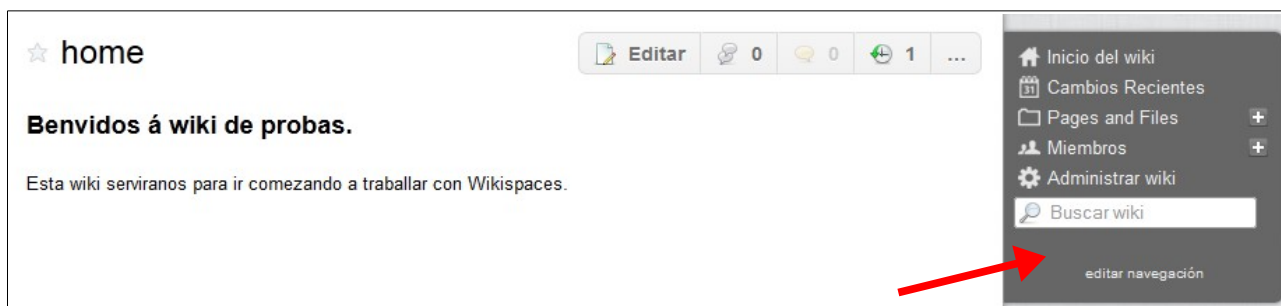 home
Editar 0 0 1 ...
Benvidos á wiki de probas.
Esta wiki serviranos para ir comezando a traballar con Wikispaces.
Inicio del wiki
31 Cambios Recientes
Pages and Files +
Miembros +
Administrar wiki
Buscar wiki
editar navegación